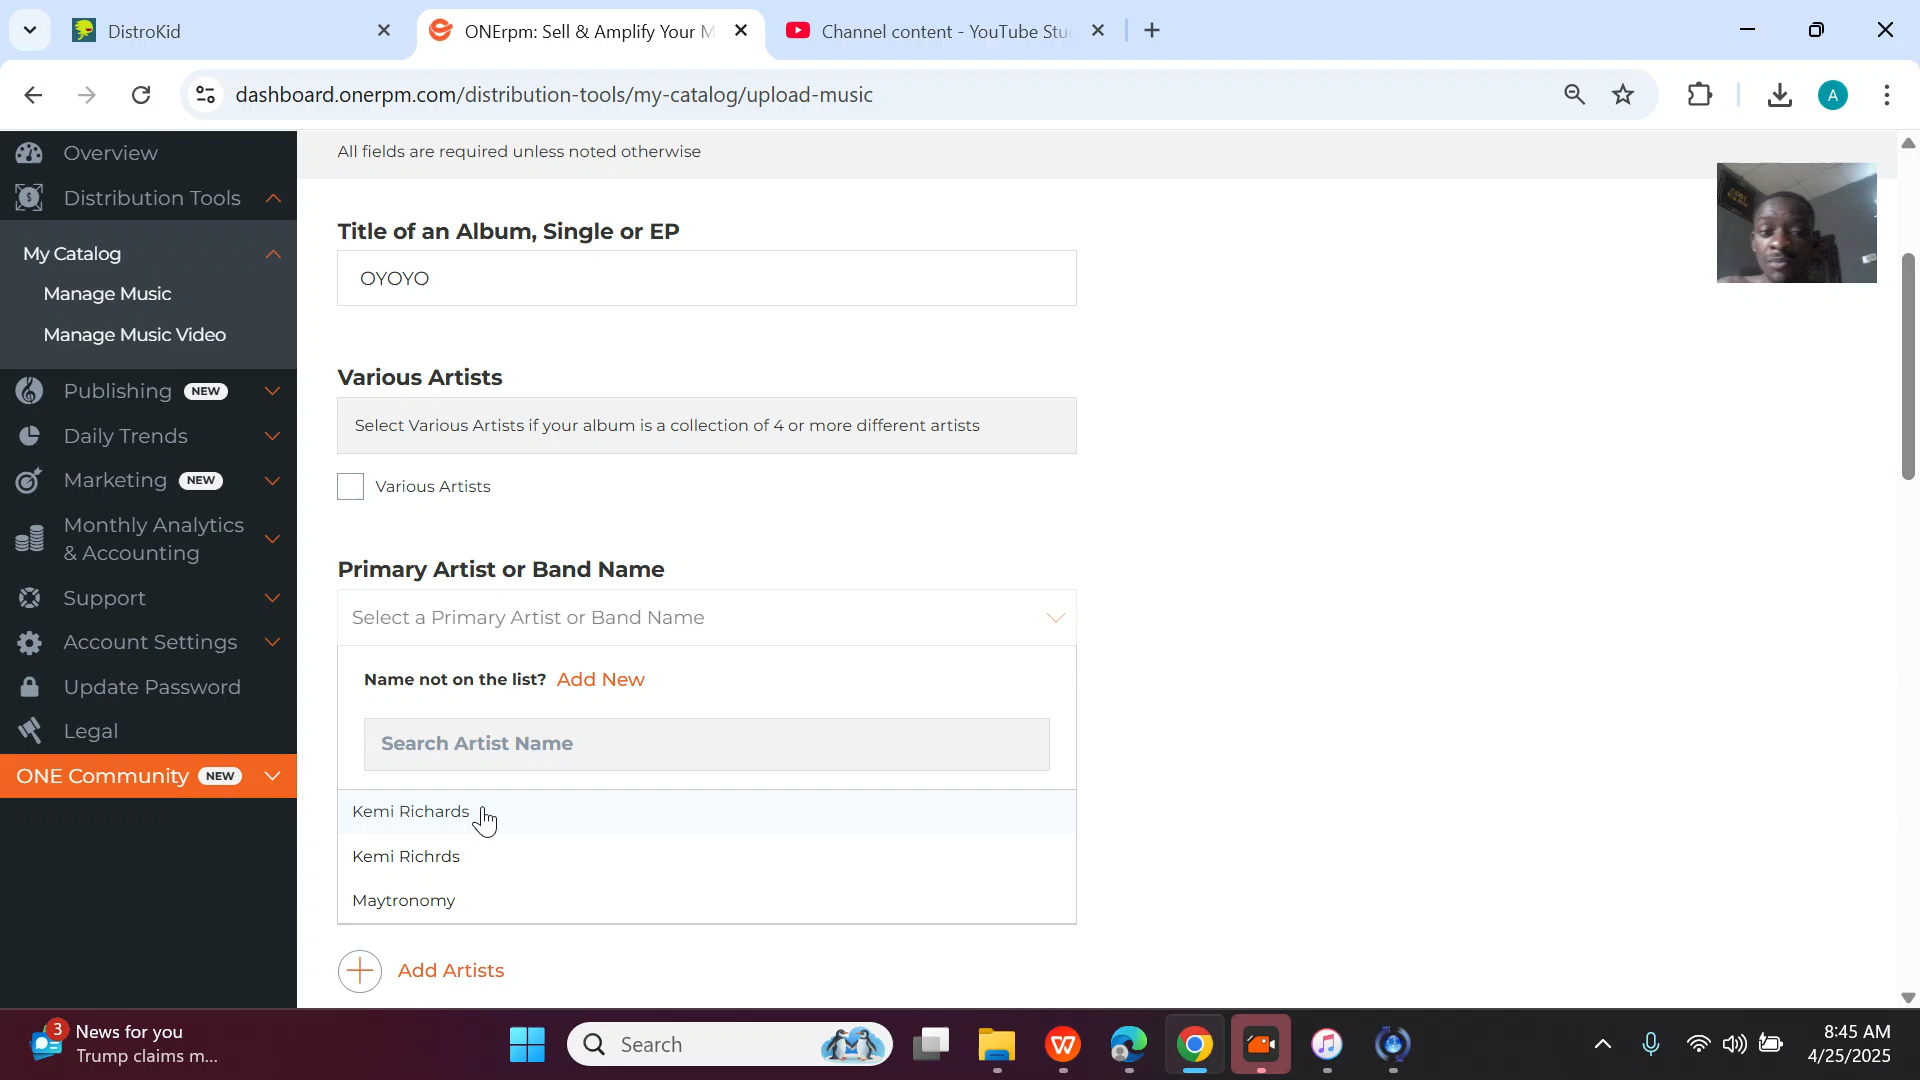 DistroKid
ONErpm: Sell & Amplify Your M
Channel content - YouTube Stu
dashboard.onerpm.com/distribution-tools/my-catalog/upload-music
A
Overview
Distribution Tools
My Catalog
Manage Music
Manage Music Video
Publishing NEW
Daily Trends
Marketing NEW
Monthly Analytics
& Accounting
Support
Account Settings
Update Password
Legal
ONE Community NEW
All fields are required unless noted otherwise
Title of an Album, Single or EP
OYOYO
Various Artists
Select Various Artists if your album is a collection of 4 or more different artists
Various Artists
Primary Artist or Band Name
Select a Primary Artist or Band Name
Name not on the list? Add New
Search Artist Name
Kemi Richards
Kemi Richrds
Maytronomy
Add Artists
3
News for you
Trump claims m...
Search
8:45 AM
4/25/2025